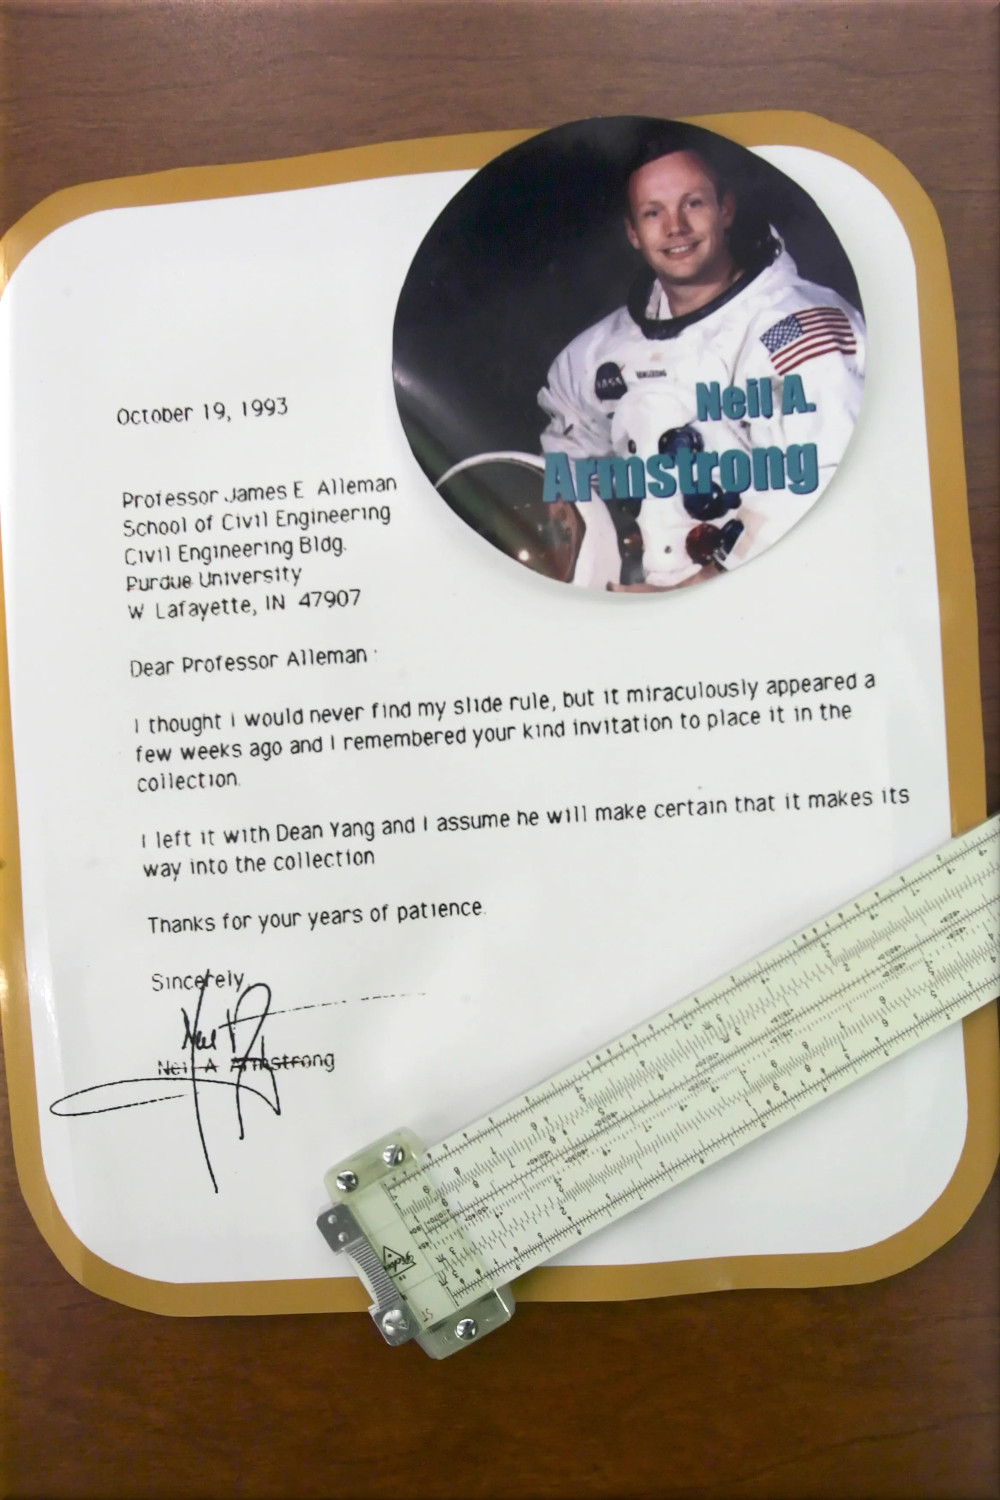 NASA
ARMSTRONG
Neil A.
Armstrong
October 19, 1993
Professor James E. Alleman
School of Civil Engineering
Civil Engineering Bldg.
Purdue University
W Lafayette, IN 47907
Dear Professor Alleman
I thought I would never find my slide rule, but it miraculously appeared a
few weeks ago and I remembered your kind invitation to place it in the
collection.
I left it with Dean Yang and I assume he will make certain that it makes its
way into the collection
Thanks for your years of patience.
Sincerely,
Neil A Armstrong